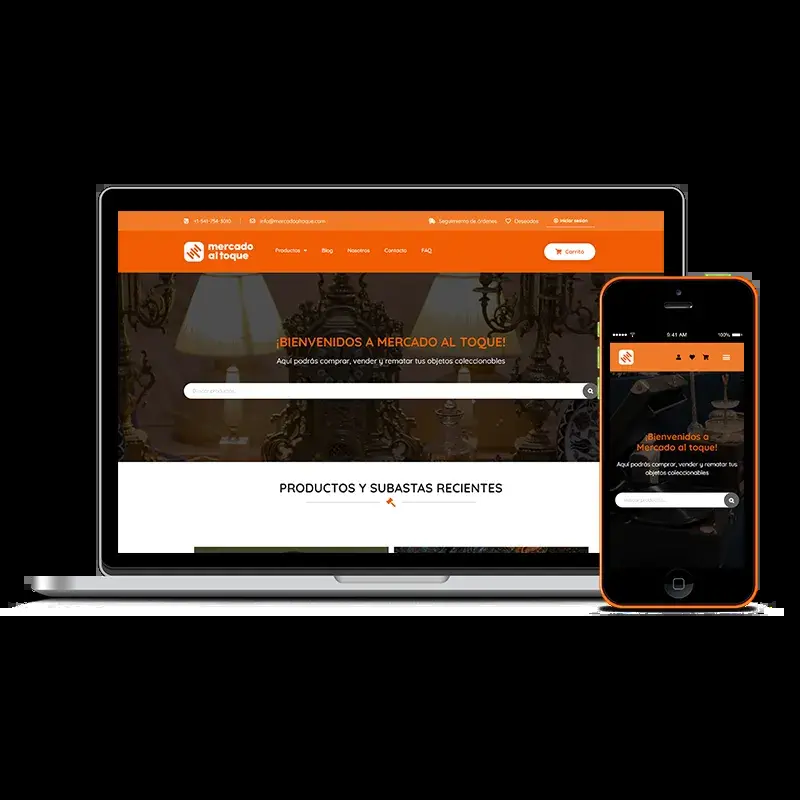 +1-941-756-3010
info@mercadoaltoque.com
Seguimiento de órdenes
Deseados
Iniciar sesión
mercado
al toque
Productos
Blog
Nosotros
Contacto
FAQ
Carrito
¡BIENVENIDOS A MERCADO AL TOQUE!
Aquí podrás comprar, vender y rematar tus objetos coleccionables
Buscar productos...
PRODUCTOS Y SUBASTAS RECIENTES
9:41 AM
100%
¡Bienvenidos a
Mercado al toque!
Aquí podrás comprar, vender y rematar tus
objetos coleccionables
Buscar productos...